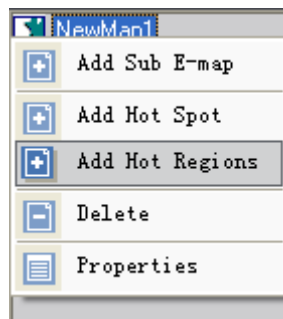 NewMap1
Add Sub E-map
Add Hot Spot
Add Hot Regions
Delete
Properties